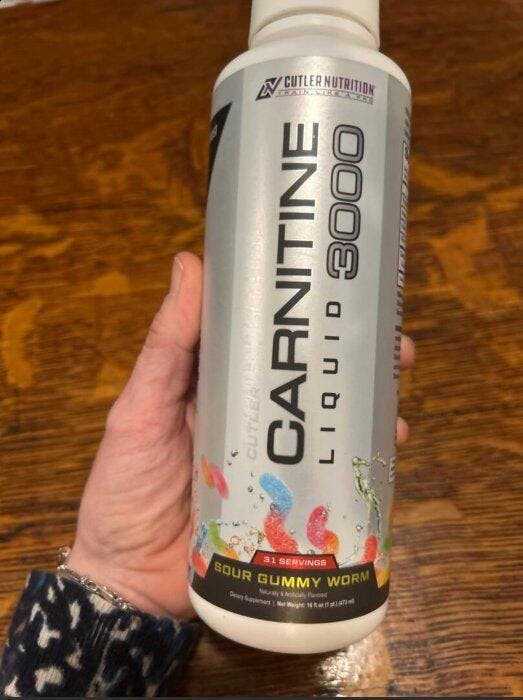 CUTLER NUTRITION
TRAIN LIKE A PRO
CARNITINE
LIQUID 3000
CUTLER
31 SERVINGS
SOUR GUMMY WORM
Naturally & Artificially Flavored
Dietary Supplement | Net Weight: 16 fl oz (1 pt.) (473 ml)